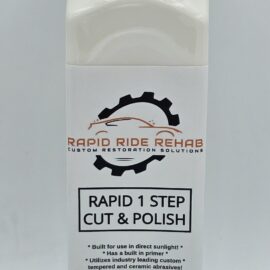 RAPID RIDE REHAB
CUSTOM RESTORATION SOLUTIONS
RAPID 1 STEP
CUT & POLISH
* Built for use in direct sunlight! *
* Has a built in primer *
* Utilizes industry leading custom *
tempered and ceramic abrasives!